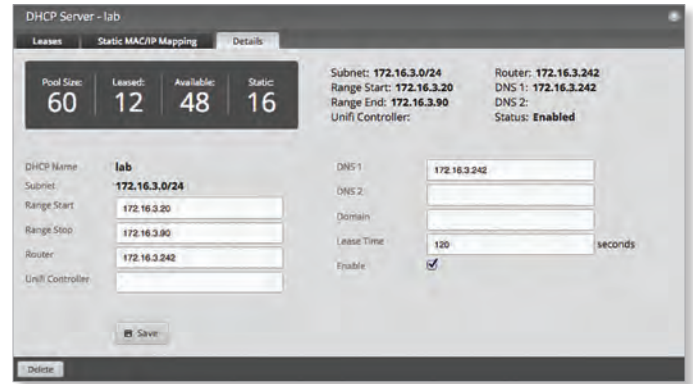 DHCP Server - lab
Leases
Static MAC/IP Mapping
Details
Pool Size:
60
Leased:
12
Available:
48
Static:
16
Subnet: 172.16.3.0/24
Range Start: 172.16.3.20
Range End: 172.16.3.90
Unifi Controller:
Router: 172.16.3.242
DNS 1: 172.16.3.242
DNS 2:
Status: Enabled
DHCP Name lab
Subnet 172.16.3.0/24
Range Start 172.16.3.20
Range Stop 172.16.3.90
Router 172.16.3.242
Unifi Controller
DNS 1 172.16.3.242
DNS 2
Domain
Lease Time 120 seconds
Enable
Save
Delete